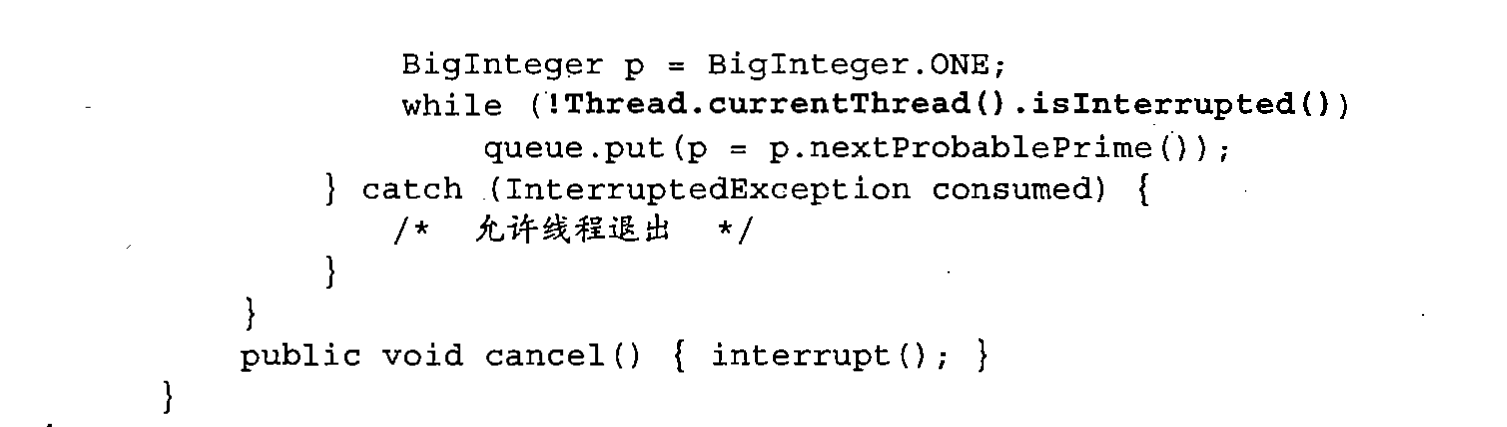 BigInteger p = BigInteger.ONE;
while (!Thread.currentThread().isInterrupted())
queue.put(p = p.nextProbablePrime());
} catch (InterruptedException consumed) {
/* 允许线程退出 */
}
}
public void cancel() { interrupt(); }
}